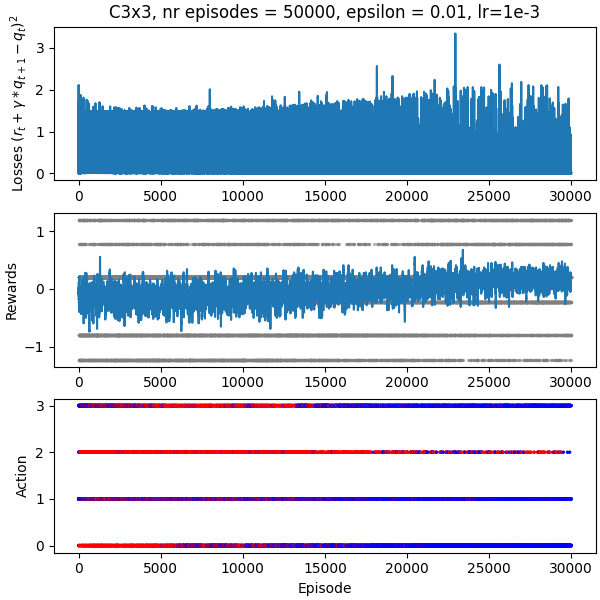 C3x3, nr episodes = 50000, epsilon = 0.01, lr=1e-3
Losses $(r_t + \gamma * q_{t+1} - q_t)^2$
3
2
1
0
0 5000 10000 15000 20000 25000 30000
Rewards
1
0
−1
0 5000 10000 15000 20000 25000 30000
Action
3
2
1
0
0 5000 10000 15000 20000 25000 30000
Episode